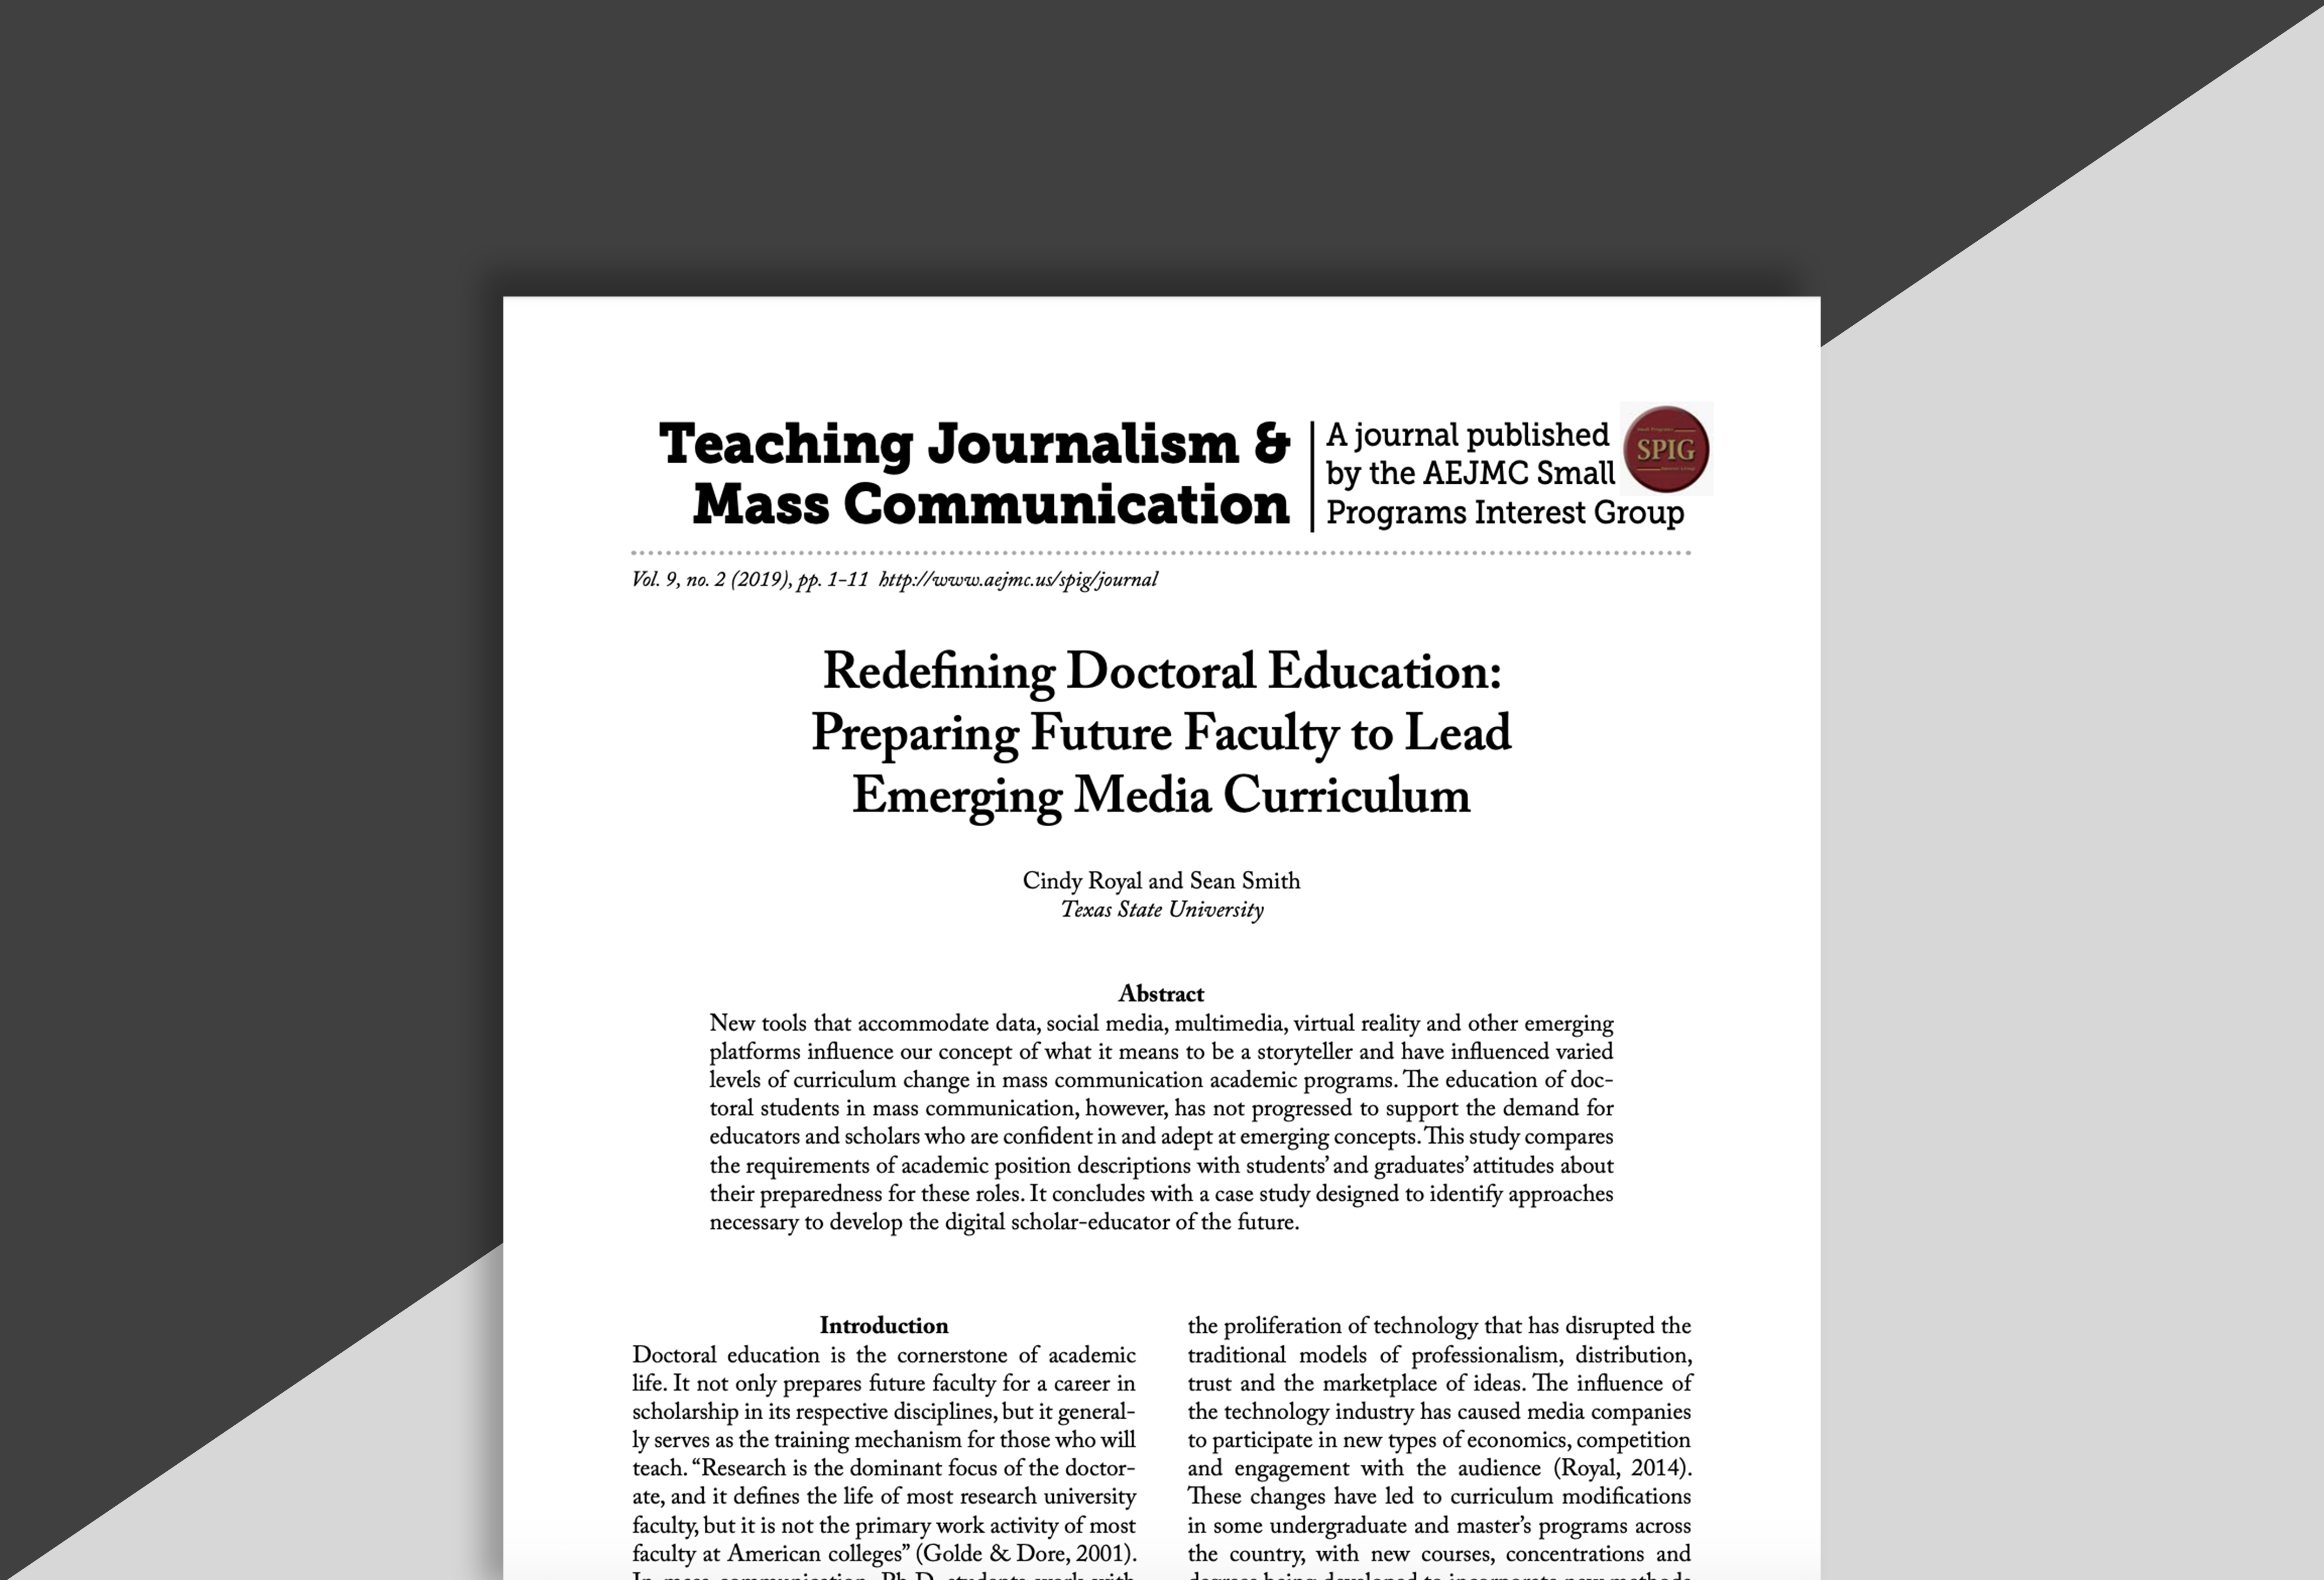 Teaching Journalism &
Mass Communication
A journal published
by the AEJMC Small
Programs Interest Group
SPIG
Vol. 9, no. 2 (2019), pp. 1-11 http://www.aejmc.us/spig/journal
Redefining Doctoral Education:
Preparing Future Faculty to Lead
Emerging Media Curriculum
Cindy Royal and Sean Smith
Texas State University
Abstract
New tools that accommodate data, social media, multimedia, virtual reality and other emerging
platforms influence our concept of what it means to be a storyteller and have influenced varied
levels of curriculum change in mass communication academic programs. The education of doc-
toral students in mass communication, however, has not progressed to support the demand for
educators and scholars who are confident in and adept at emerging concepts. This study compares
the requirements of academic position descriptions with students' and graduates' attitudes about
their preparedness for these roles. It concludes with a case study designed to identify approaches
necessary to develop the digital scholar-educator of the future.
Introduction
Doctoral education is the cornerstone of academic
life. It not only prepares future faculty for a career in
scholarship in its respective disciplines, but it general-
ly serves as the training mechanism for those who will
teach. “Research is the dominant focus of the doctor-
ate, and it defines the life of most research university
faculty, but it is not the primary work activity of most
faculty at American colleges” (Golde & Dore, 2001).
the proliferation of technology that has disrupted the
traditional models of professionalism, distribution,
trust and the marketplace of ideas. The influence of
the technology industry has caused media companies
to participate in new types of economics, competition
and engagement with the audience (Royal, 2014).
These changes have led to curriculum modifications
in some undergraduate and master's programs across
the country, with new courses, concentrations and